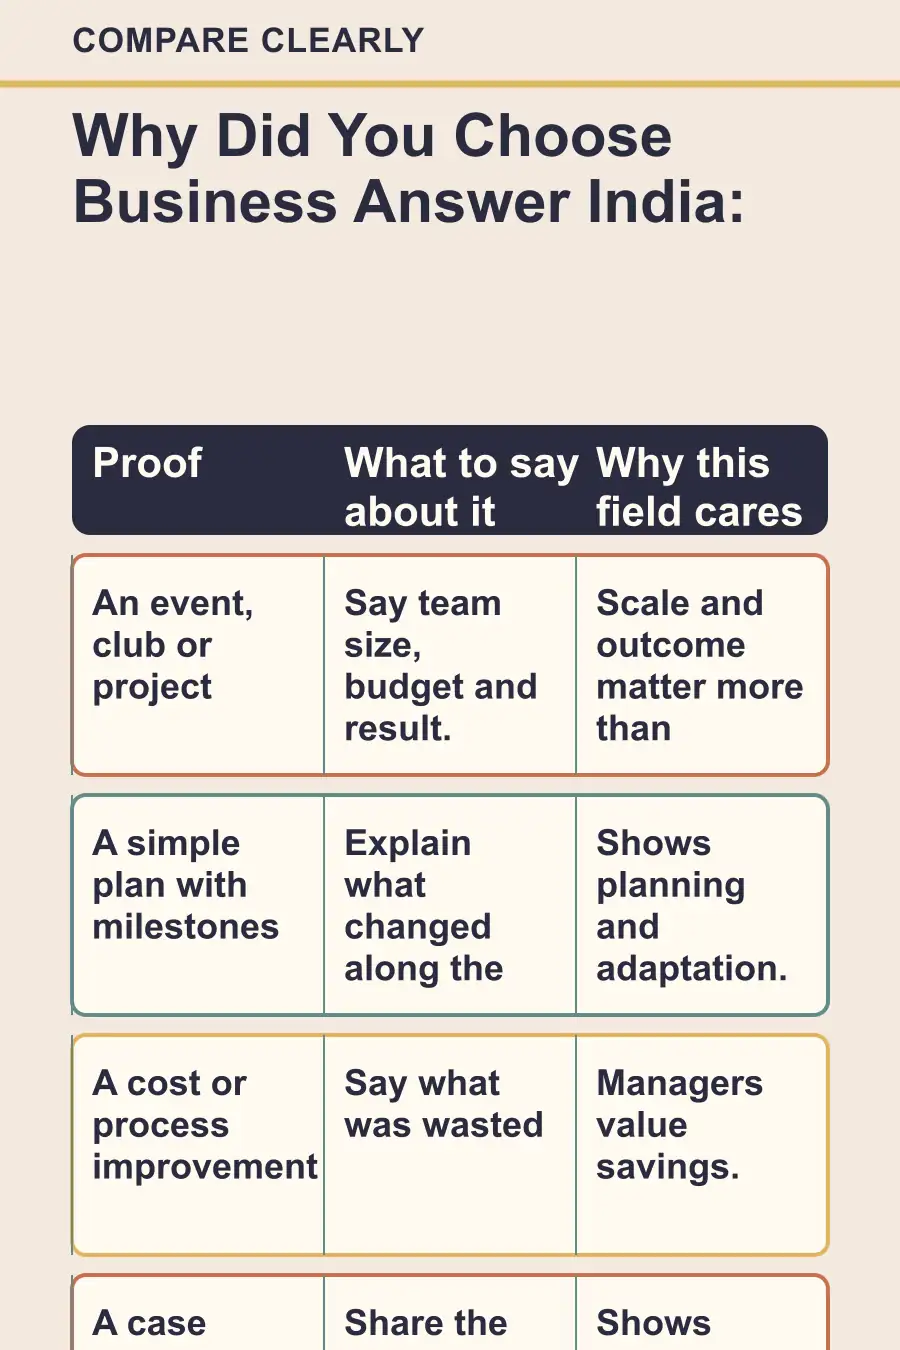 COMPARE CLEARLY
Why Did You Choose
Business Answer India:
Proof
What to say
about it
Why this
field cares
An event,
club or
project
Say team
size,
budget and
result.
Scale and
outcome
matter more
than
A simple
plan with
milestones
Explain
what
changed
along the
Shows
planning
and
adaptation.
A cost or
process
improvement
Say what
was wasted
Managers
value
savings.
A case
Share the
Shows